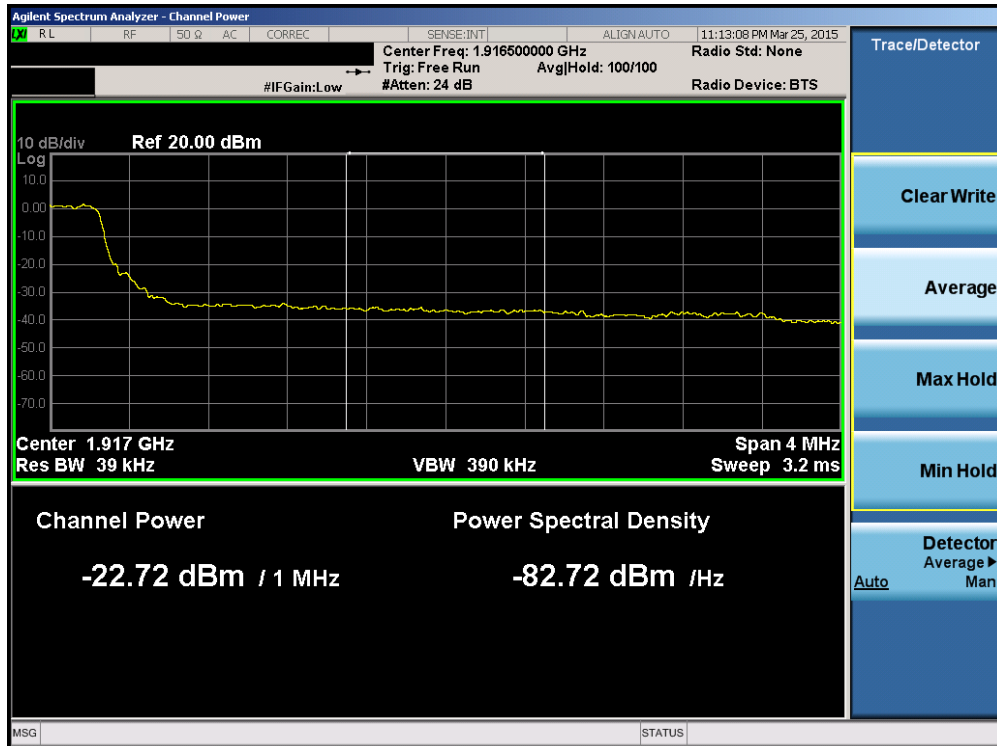 Agilent Spectrum Analyzer - Channel Power
LXI RL RF 50 Ω AC CORREC SENSE:INT ALIGN AUTO 11:13:08 PM Mar 25, 2015
Center Freq: 1.916500000 GHz Radio Std: None
Trig: Free Run Avg|Hold: 100/100
#IFGain:Low #Atten: 24 dB Radio Device: BTS
10 dB/div Ref 20.00 dBm
Log
10.0
0.00
-10.0
-20.0
-30.0
-40.0
-50.0
-60.0
-70.0
Center 1.917 GHz Span 4 MHz
Res BW 39 kHz VBW 390 kHz Sweep 3.2 ms
Channel Power Power Spectral Density
-22.72 dBm / 1 MHz -82.72 dBm /Hz
MSG STATUS
Trace/Detector
Clear Write
Average
Max Hold
Min Hold
Detector
Average
Auto Man